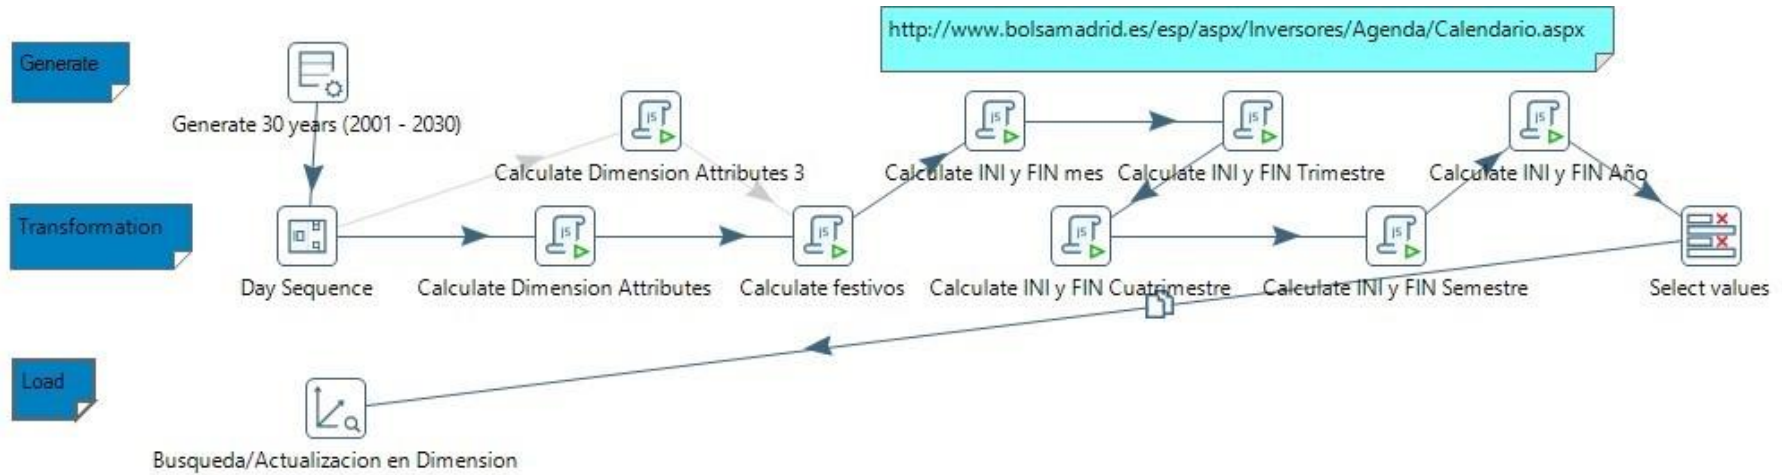 http://www.bolsamadrid.es/esp/aspx/Inversores/Agenda/Calendario.aspx
Generate
Generate 30 years (2001 - 2030)
Calculate Dimension Attributes 3
Calculate INI y FIN mes
Calculate INI y FIN Trimestre
Calculate INI y FIN Año
Transformation
Day Sequence
Calculate Dimension Attributes
Calculate festivos
Calculate INI y FIN Cuatrimestre
Calculate INI y FIN Semestre
Select values
Load
Busqueda/Actualizacion en Dimension